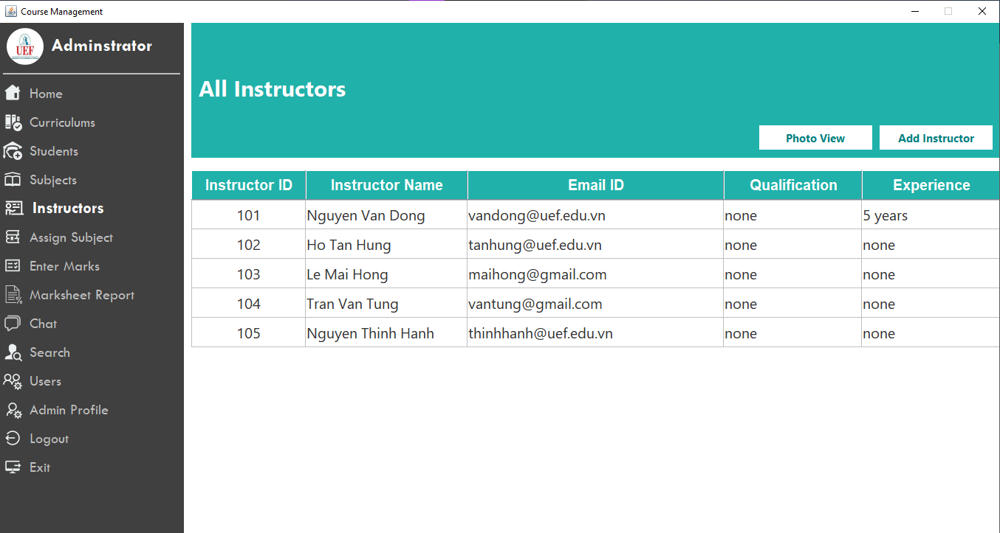 Course Management
UEF
Adminstrator
Home
Curriculums
Students
Subjects
Instructors
Assign Subject
Enter Marks
Marksheet Report
Chat
Search
Users
Admin Profile
Logout
Exit
All Instructors
Photo View Add Instructor
Instructor ID Instructor Name Email ID Qualification Experience
101 Nguyen Van Dong vandong@uef.edu.vn none 5 years
102 Ho Tan Hung tanhung@uef.edu.vn none none
103 Le Mai Hong maihong@gmail.com none none
104 Tran Van Tung vantung@gmail.com none none
105 Nguyen Thinh Hanh thinhhanh@uef.edu.vn none none